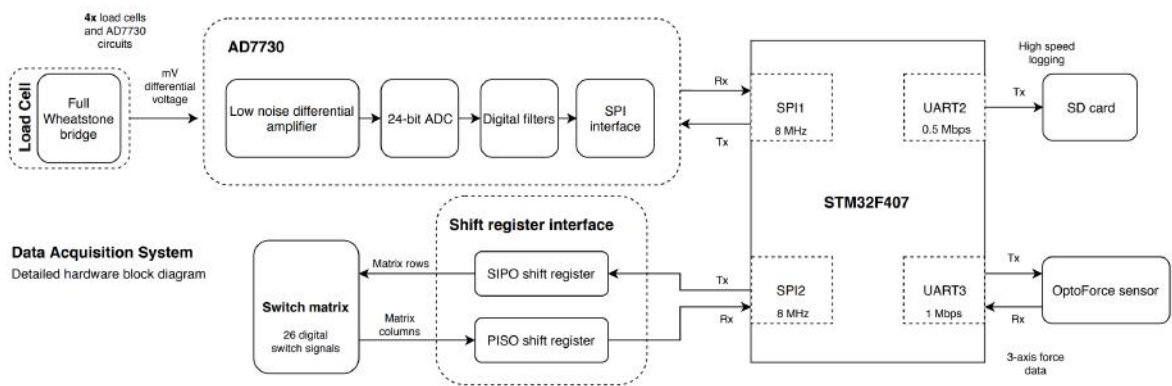 4x load cells
and AD7730
circuits
Load Cell
Full
Wheatstone
bridge
mV
differential
voltage
AD7730
Low noise differential
amplifier
24-bit ADC
Digital filters
SPI
interface
Rx
Tx
SPI1
8 MHz
UART2
0.5 Mbps
High speed
logging
Tx
SD card
STM32F407
Data Acquisition System
Detailed hardware block diagram
Switch matrix
26 digital
switch signals
Matrix rows
Matrix
columns
Shift register interface
SIPO shift register
PISO shift register
Tx
Rx
SPI2
8 MHz
UART3
1 Mbps
Tx
Rx
OptoForce sensor
3-axis force
data